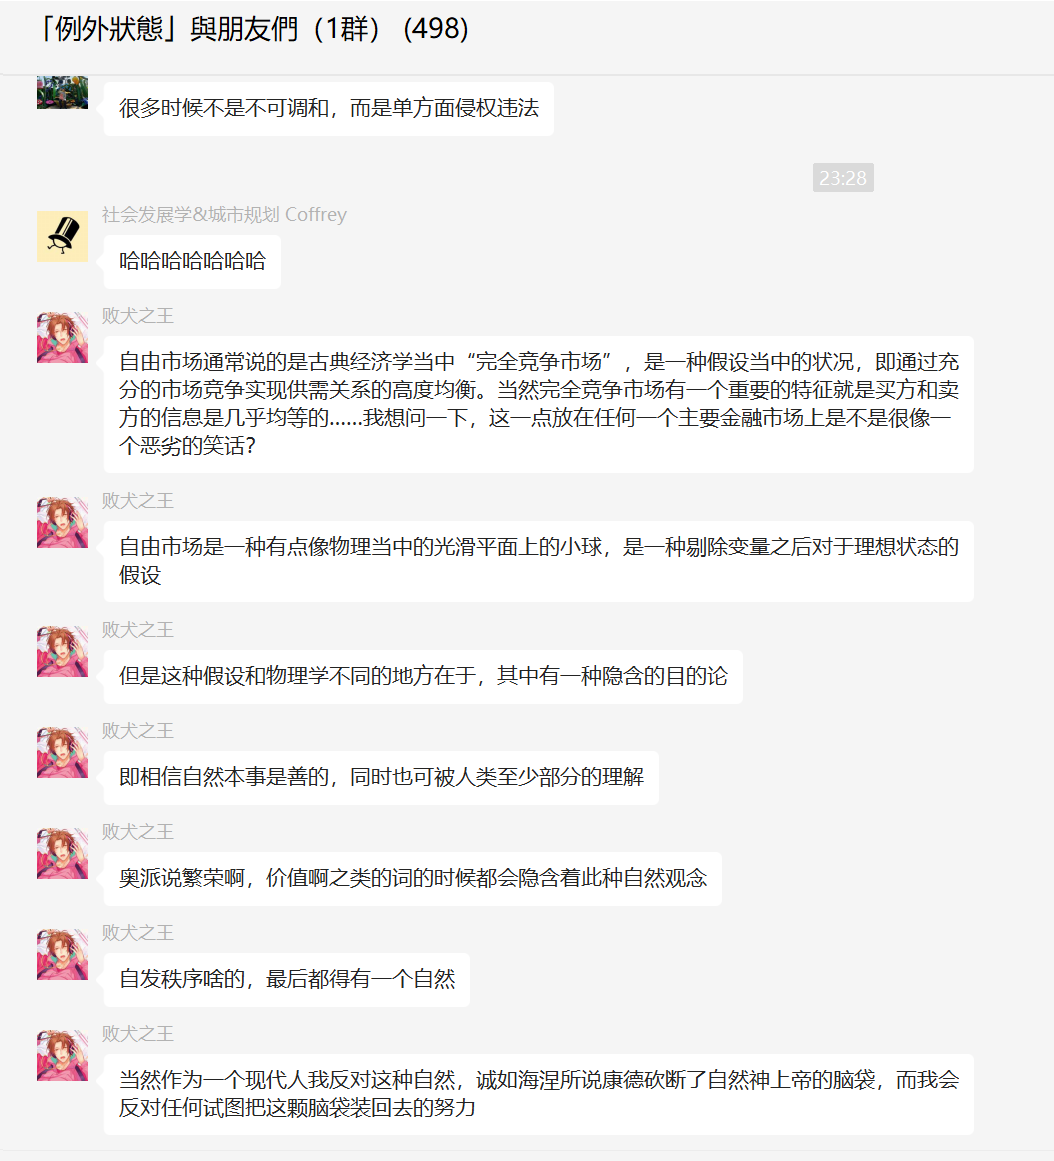 「例外狀態」與朋友們（1群） (498)
很多时候不是不可调和，而是单方面侵权违法
23:28
社会发展学&城市规划 Coffrey
哈哈哈哈哈哈哈
败犬之王
自由市场通常说的是古典经济学当中“完全竞争市场”，是一种假设当中的状况，即通过充
分的市场竞争实现供需关系的高度均衡。当然完全竞争市场有一个重要的特征就是买方和卖
方的信息是几乎均等的......我想问一下，这一点放在任何一个主要金融市场上是不是很像一
个恶劣的笑话？
败犬之王
自由市场是一种有点像物理当中的光滑平面上的小球，是一种剔除变量之后对于理想状态的
假设
败犬之王
但是这种假设和物理学不同的地方在于，其中有一种隐含的目的论
败犬之王
即相信自然本事是善的，同时也可被人类至少部分的理解
败犬之王
奥派说繁荣啊，价值啊之类的词的时候都会隐含着此种自然观念
败犬之王
自发秩序啥的，最后都得有一个自然
败犬之王
当然作为一个现代人我反对这种自然，诚如海涅所说康德砍断了自然神上帝的脑袋，而我会
反对任何试图把这颗脑袋装回去的努力